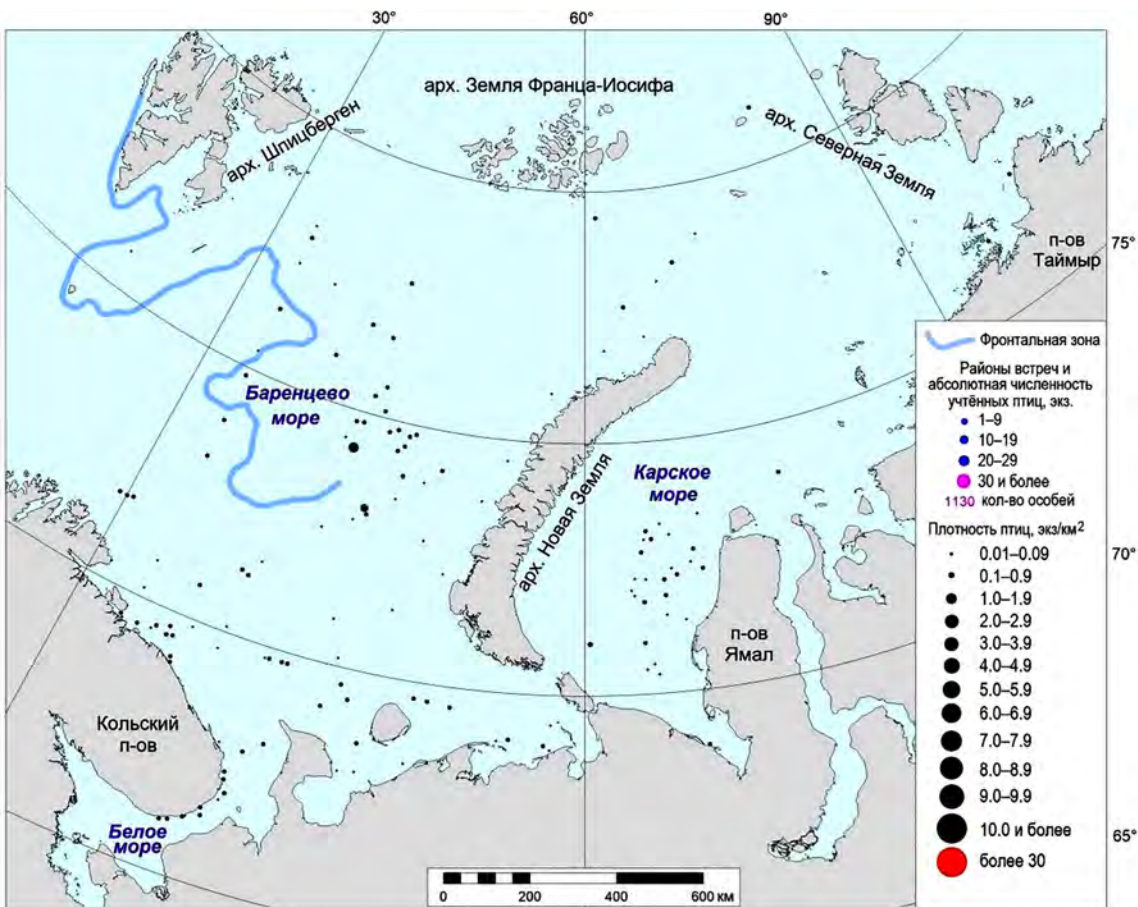 30°
60°
90°
арх. Земля Франца-Иосифа
арх. Шпицберген
арх. Северная Земля
п-ов
Таймыр
75°
Баренцево
море
Карское
море
арх. Новая Земля
70°
п-ов
Ямал
Кольский
п-ов
Белое
море
65°
Фронтальная зона
Районы встреч и
абсолютная численность
учтённых птиц, экз.
1–9
10–19
20–29
30 и более
1130 кол-во особей
Плотность птиц, экз/км²
0.01–0.09
0.1–0.9
1.0–1.9
2.0–2.9
3.0–3.9
4.0–4.9
5.0–5.9
6.0–6.9
7.0–7.9
8.0–8.9
9.0–9.9
10.0 и более
более 30
0 200 400 600 км